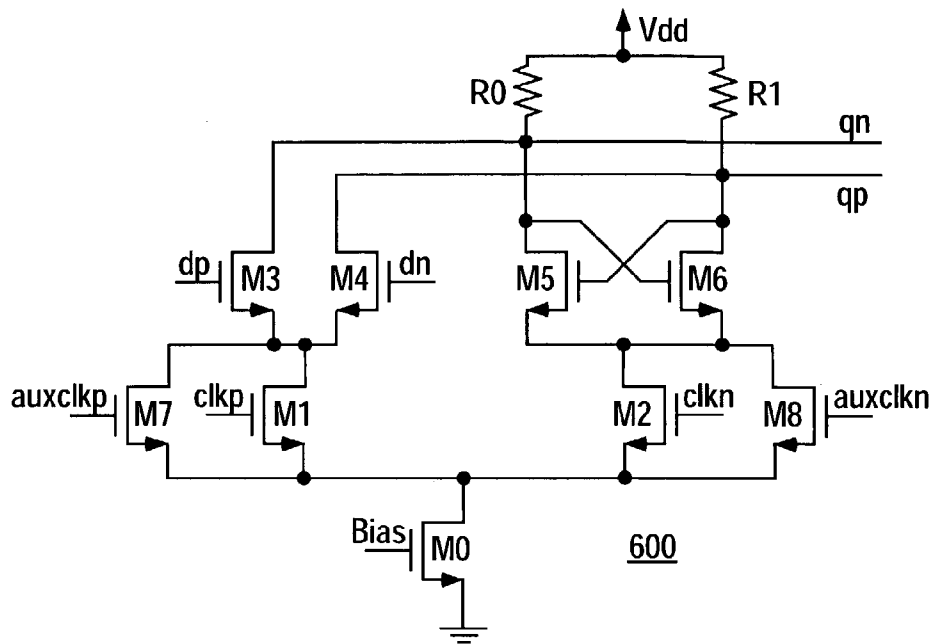 Vdd
R0
R1
qn
qp
dp
M3
M4
dn
M5
M6
auxclkp
M7
clkp
M1
M2
clkn
M8
auxclkn
Bias
M0
600